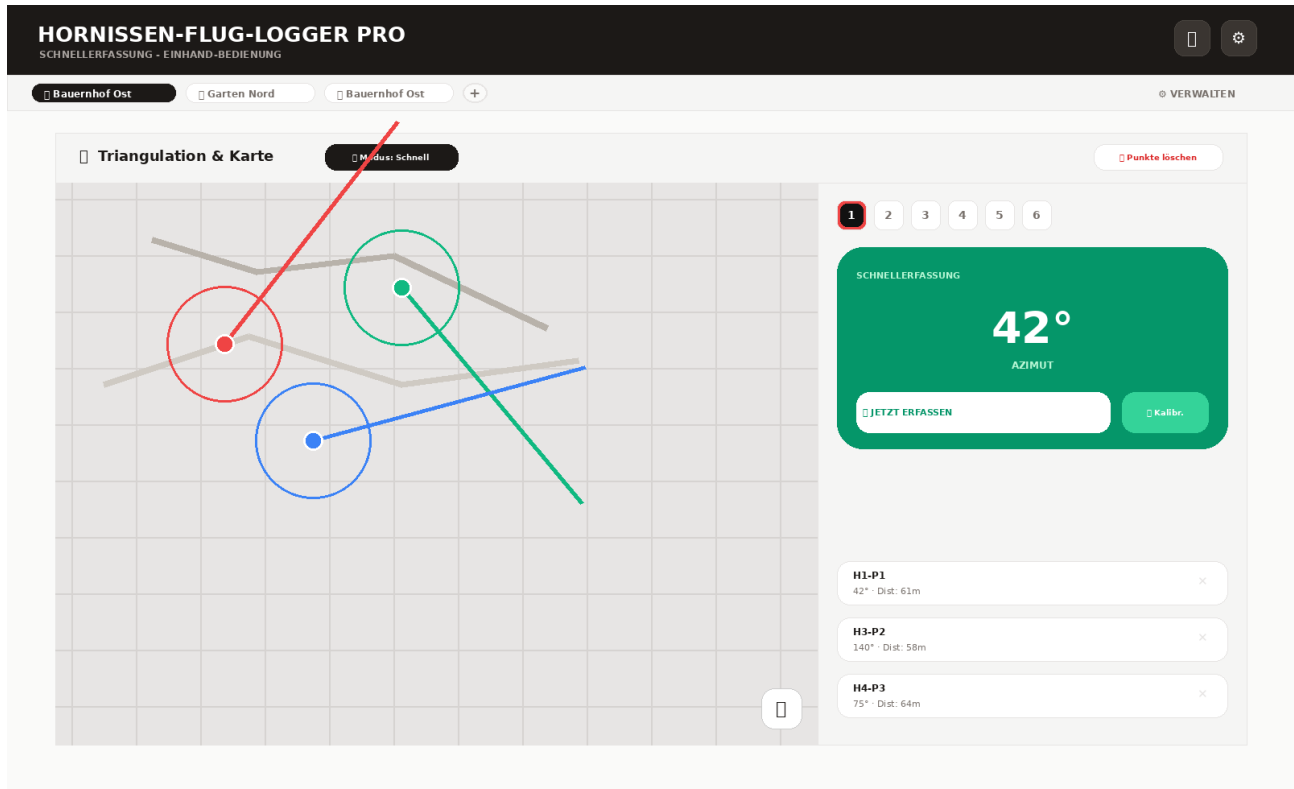 HORNISSEN-FLUG-LOGGER PRO
SCHNELLERFASSUNG - EINHAND-BEDIENUNG
⚙
Bauernhof Ost
Garten Nord
Bauernhof Ost
+
⚙ VERWALTEN
Triangulation & Karte
Modus: Schnell
Punkte löschen
1 2 3 4 5 6
SCHNELLERFASSUNG
42°
AZIMUT
JETZT ERFASSEN
Kalibr.
H1-P1
×
42° · Dist: 61m
H3-P2
×
140° · Dist: 58m
H4-P3
×
75° · Dist: 64m